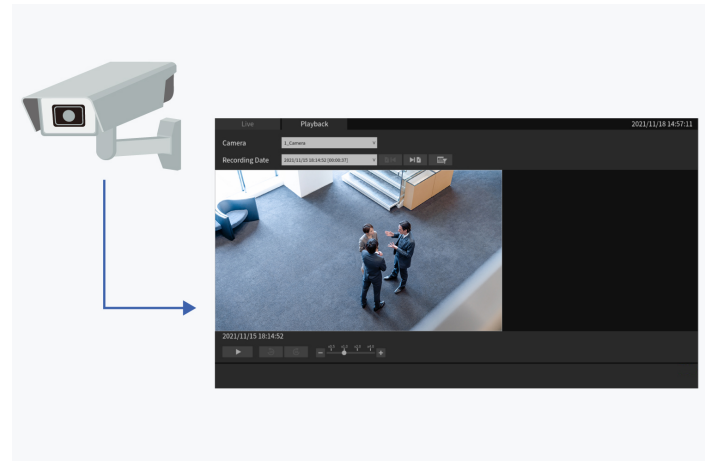 Live Playback 2021/11/18 14:57:11
Camera 1_Camera
Recording Date 2021/11/15 18:14:52 [00:00:37]
2021/11/15 18:14:52